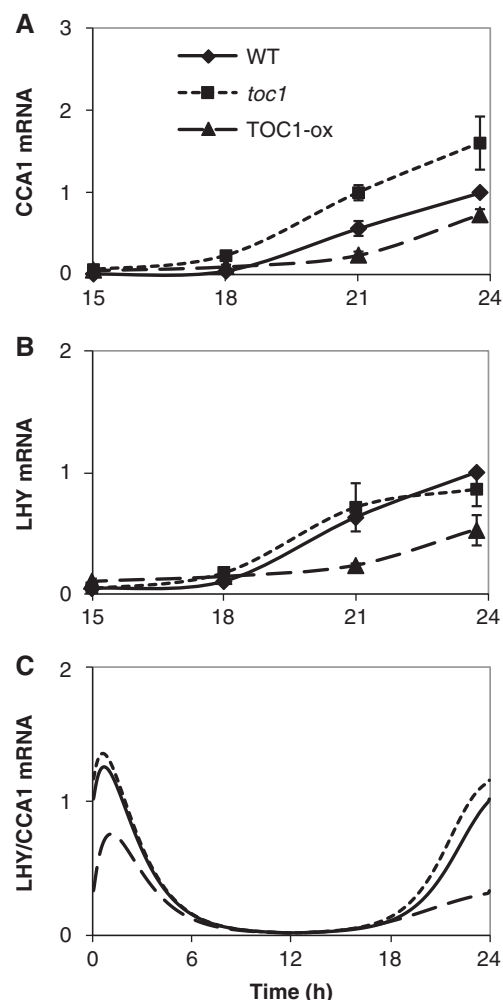 A
3
WT
toc1
TOC1-ox
2
CCA1 mRNA
1
0
15 18 21 24
B
2
LHY mRNA
1
0
15 18 21 24
C
2
LHY/CCA1 mRNA
1
0
0 6 12 18 24
Time (h)